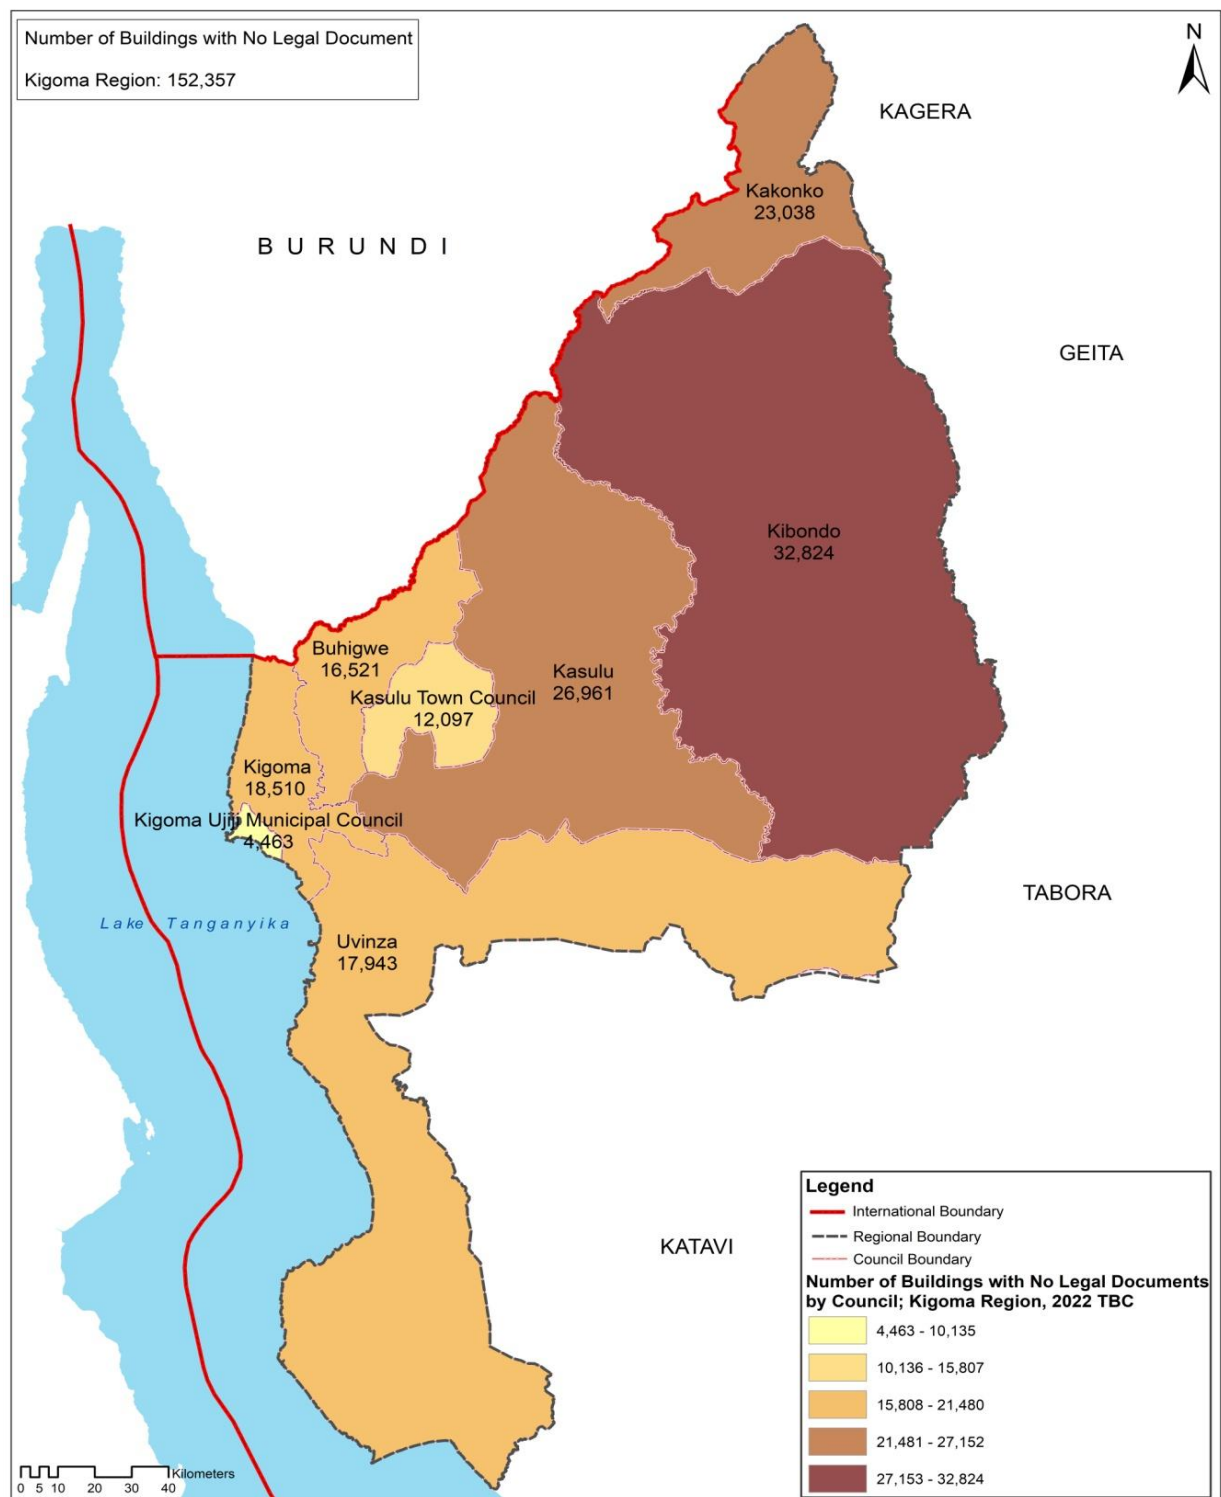 Number of Buildings with No Legal Document
Kigoma Region: 152,357
N
KAGERA
Kakonko
23,038
BURUNDI
GEITA
Kibondo
32,824
Buhigwe
16,521
Kasulu
26,961
Kasulu Town Council
12,097
Kigoma
18,510
Kigoma Ujiji Municipal Council
4,463
TABORA
Lake Tanganyika
Uvinza
17,943
KATAVI
Legend
International Boundary
Regional Boundary
Council Boundary
Number of Buildings with No Legal Documents
by Council; Kigoma Region, 2022 TBC
4,463 - 10,135
10,136 - 15,807
15,808 - 21,480
21,481 - 27,152
27,153 - 32,824
Kilometers
0 5 10 20 30 40